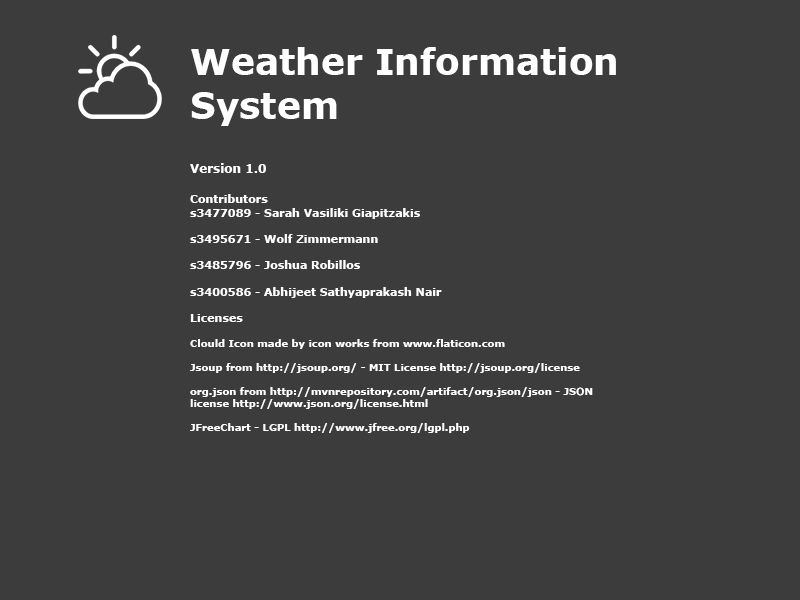 Weather Information
System
Version 1.0
Contributors
s3477089 - Sarah Vasiliki Giapitzakis
s3495671 - Wolf Zimmermann
s3485796 - Joshua Robillos
s3400586 - Abhijeet Sathyaprakash Nair
Licenses
Clould Icon made by icon works from www.flaticon.com
Jsoup from http://jsoup.org/ - MIT License http://jsoup.org/license
org.json from http://mvnrepository.com/artifact/org.json/json - JSON
license http://www.json.org/license.html
JFreeChart - LGPL http://www.jfree.org/lgpl.php